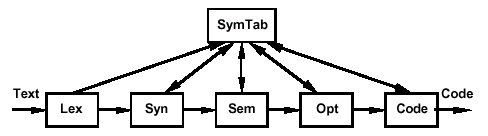 SymTab
Text
Code
Lex
Syn
Sem
Opt
Code